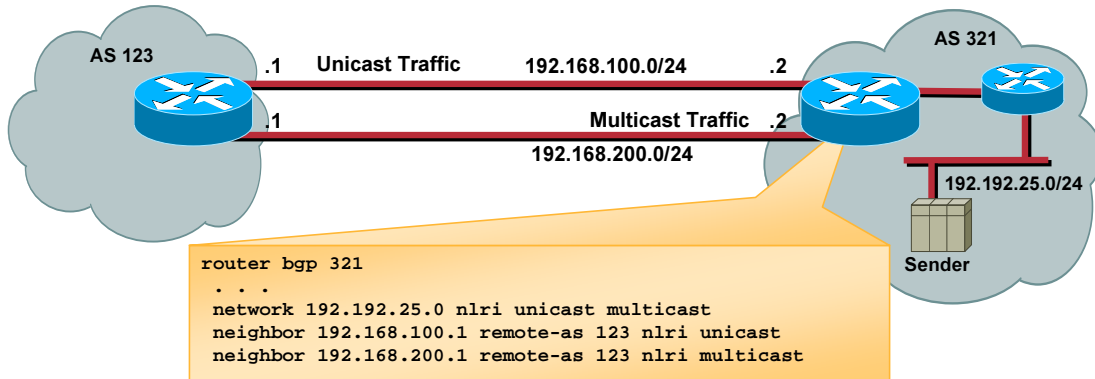 AS 123
AS 321
.1 Unicast Traffic 192.168.100.0/24 .2
.1 Multicast Traffic .2
192.168.200.0/24
192.192.25.0/24
Sender
router bgp 321
. . .
network 192.192.25.0 nlri unicast multicast
neighbor 192.168.100.1 remote-as 123 nlri unicast
neighbor 192.168.200.1 remote-as 123 nlri multicast